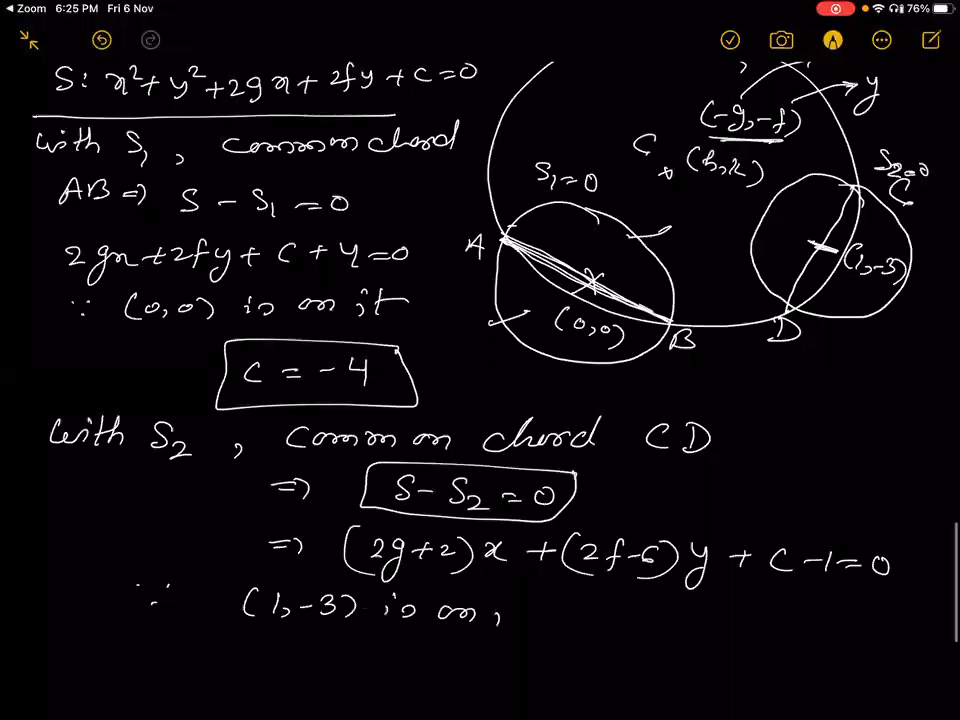 Zoom 6:25 PM Fri 6 Nov 76%
S: x²+y²+2gx+2fy+c=0
with S₁, common chord
AB => S - S₁ = 0
2gx+2fy+c+4=0
∵ (0,0) is on it
c = -4
with S₂, common chord CD
=> S-S₂=0
=> (2g+2)x+(2f-6)y+c-1=0
∵ (1,-3) is on,
(-g,-f)
y
C
(h,k)
S₁=0
S₂=0
C
A
(0,0)
B
(1,-3)
D